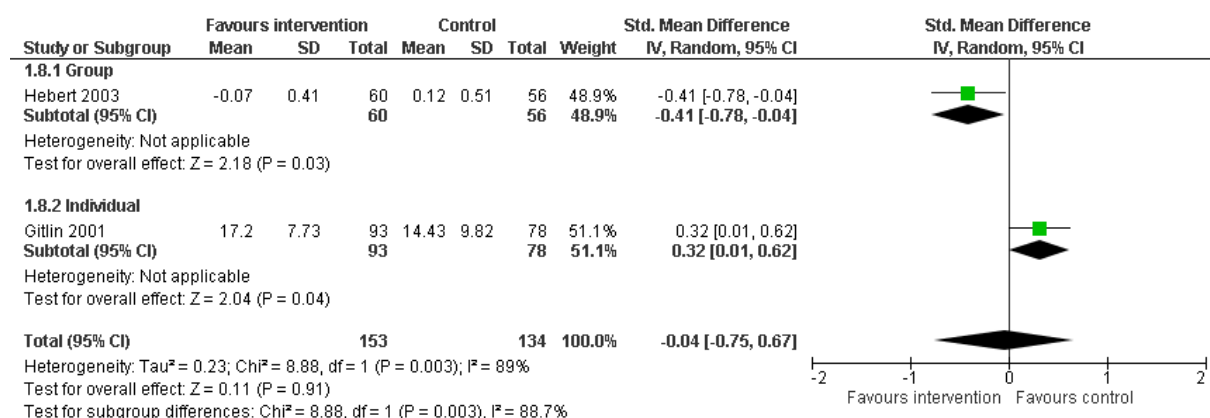 Favours intervention Control Std. Mean Difference Std. Mean Difference
Study or Subgroup Mean SD Total Mean SD Total Weight IV, Random, 95% CI IV, Random, 95% CI
1.8.1 Group
Hebert 2003 -0.07 0.41 60 0.12 0.51 56 48.9% -0.41 [-0.78, -0.04]
Subtotal (95% CI) 60 56 48.9% -0.41 [-0.78, -0.04]
Heterogeneity: Not applicable
Test for overall effect: Z = 2.18 (P = 0.03)
1.8.2 Individual
Gitlin 2001 17.2 7.73 93 14.43 9.82 78 51.1% 0.32 [0.01, 0.62]
Subtotal (95% CI) 93 78 51.1% 0.32 [0.01, 0.62]
Heterogeneity: Not applicable
Test for overall effect: Z = 2.04 (P = 0.04)
Total (95% CI) 153 134 100.0% -0.04 [-0.75, 0.67]
Heterogeneity: Tau² = 0.23; Chi² = 8.88, df = 1 (P = 0.003); I² = 89%
Test for overall effect: Z = 0.11 (P = 0.91)
Test for subgroup differences: Chi² = 8.88, df = 1 (P = 0.003), I² = 88.7%
-2 -1 0 1 2
Favours intervention Favours control